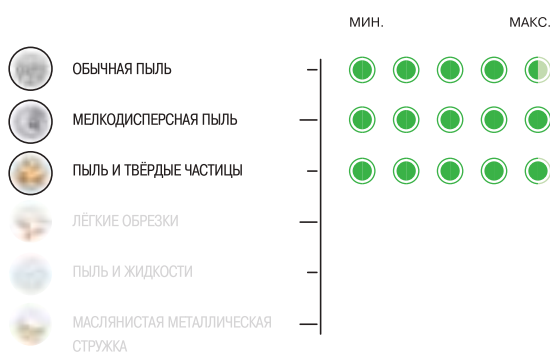 МИН. МАКС.
ОБЫЧНАЯ ПЫЛЬ
МЕЛКОДИСПЕРСНАЯ ПЫЛЬ
ПЫЛЬ И ТВЁРДЫЕ ЧАСТИЦЫ
ЛЁГКИЕ ОБРЕЗКИ
ПЫЛЬ И ЖИДКОСТИ
МАСЛЯНИСТАЯ МЕТАЛЛИЧЕСКАЯ
СТРУЖКА